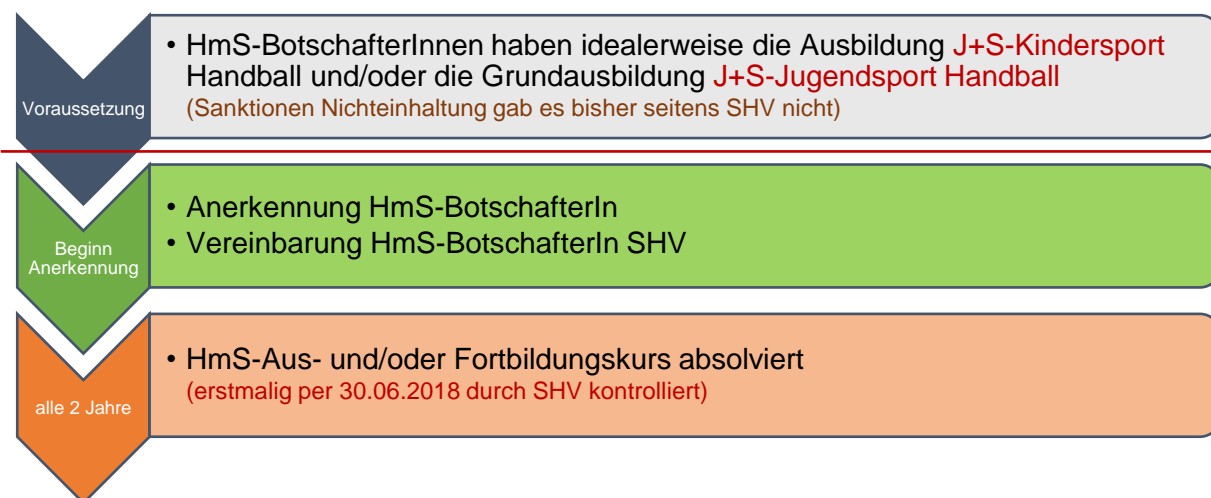 Voraussetzung
• HmS-BotschafterInnen haben idealerweise die Ausbildung J+S-Kindersport
Handball und/oder die Grundausbildung J+S-Jugendsport Handball
(Sanktionen Nichteinhaltung gab es bisher seitens SHV nicht)
Beginn
Anerkennung
• Anerkennung HmS-BotschafterIn
• Vereinbarung HmS-BotschafterIn SHV
alle 2 Jahre
• HmS-Aus- und/oder Fortbildungskurs absolviert
(erstmalig per 30.06.2018 durch SHV kontrolliert)